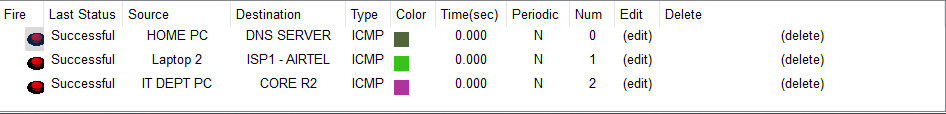 Fire Last Status Source Destination Type Color Time(sec) Periodic Num Edit Delete
Successful HOME PC DNS SERVER ICMP 0.000 N 0 (edit) (delete)
Successful Laptop 2 ISP1 - AIRTEL ICMP 0.000 N 1 (edit) (delete)
Successful IT DEPT PC CORE R2 ICMP 0.000 N 2 (edit) (delete)